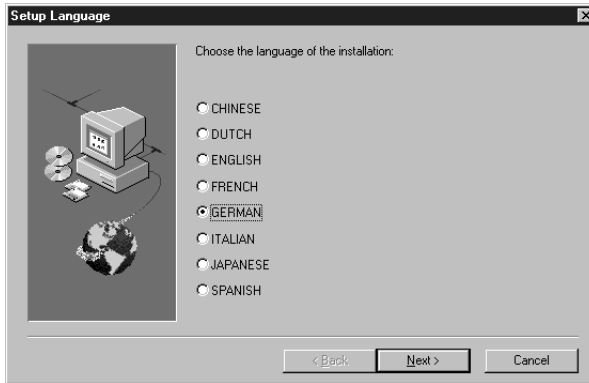 Setup Language
Choose the language of the installation:
CHINESE
DUTCH
ENGLISH
FRENCH
GERMAN
ITALIAN
JAPANESE
SPANISH
< Back
Next >
Cancel